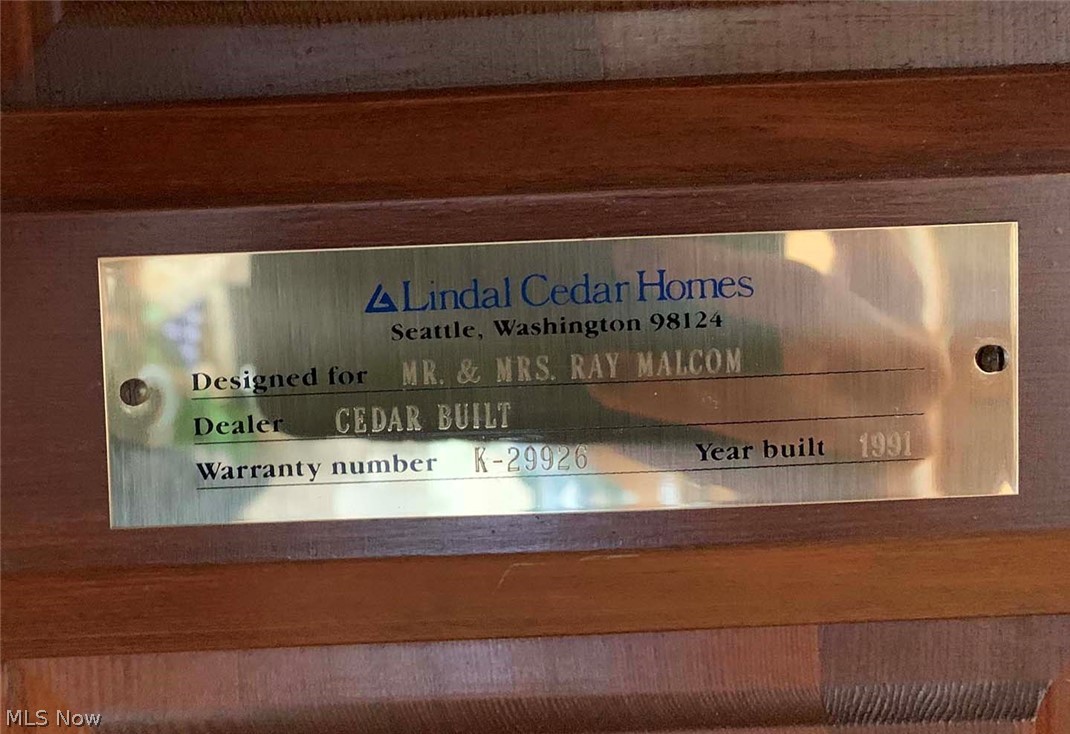 Lindal Cedar Homes
Seattle, Washington 98124
Designed for MR. & MRS. RAY MALCOM
Dealer CEDAR BUILT
Warranty number K-29926 Year built 1991
MLS Now